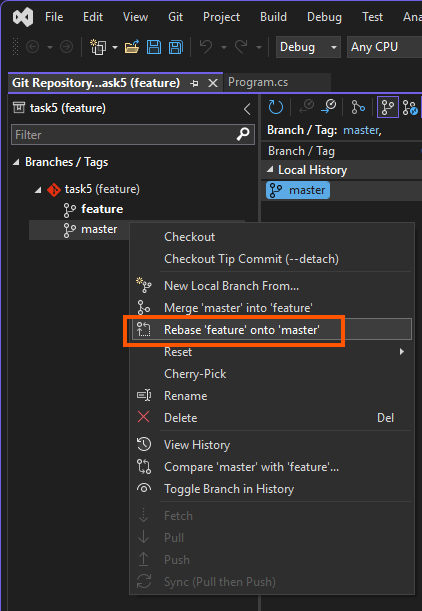 File Edit View Git Project Build Debug Test Ana
Debug Any CPU
Git Repository...ask5 (feature) Program.cs
task5 (feature)
Branch / Tag: master,
Filter
Branch / Tag
Branches / Tags
Local History
task5 (feature)
master
feature
master
Checkout
Checkout Tip Commit (--detach)
New Local Branch From...
Merge 'master' into 'feature'
Rebase 'feature' onto 'master'
Reset
Cherry-Pick
Rename
Delete Del
View History
Compare 'master' with 'feature'...
Toggle Branch in History
Fetch
Pull
Push
Sync (Pull then Push)